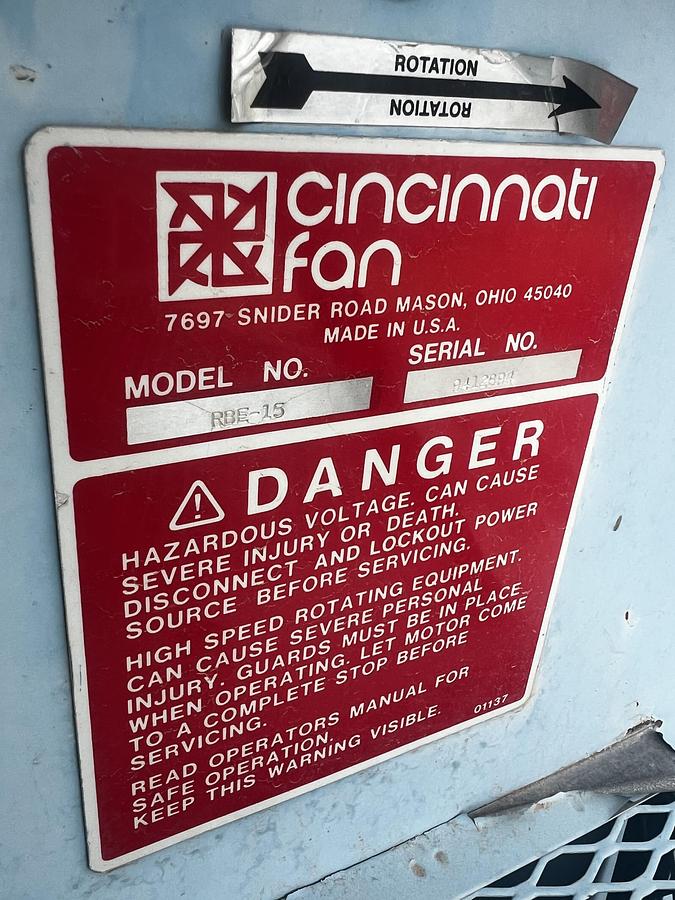 ROTATION
ROTATION
cincinnati
fan
7697 SNIDER ROAD MASON, OHIO 45040
MADE IN U.S.A.
MODEL NO. SERIAL NO.
RBE-15
DANGER
HAZARDOUS VOLTAGE. CAN CAUSE
SEVERE INJURY OR DEATH.
DISCONNECT AND LOCKOUT POWER
SOURCE BEFORE SERVICING.
HIGH SPEED ROTATING EQUIPMENT.
CAN CAUSE SEVERE PERSONAL
INJURY. GUARDS MUST BE IN PLACE
WHEN OPERATING. LET MOTOR COME
TO A COMPLETE STOP BEFORE
SERVICING.
READ OPERATORS MANUAL FOR
SAFE OPERATION.
KEEP THIS WARNING VISIBLE. 01137